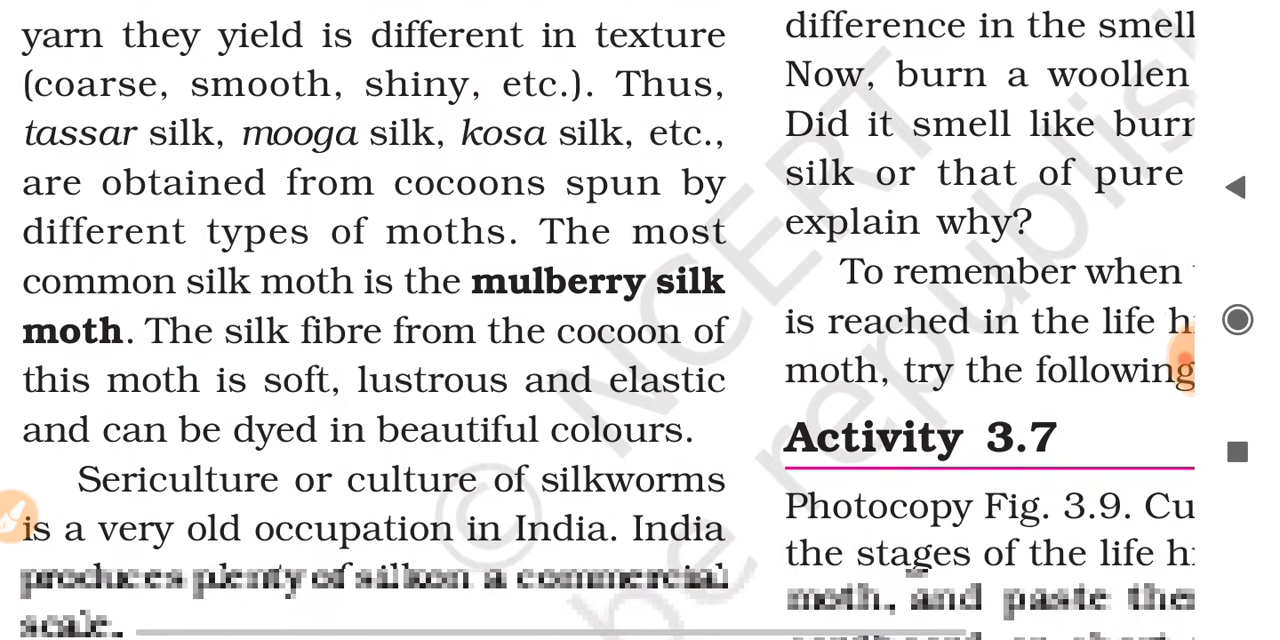 yarn they yield is different in texture
(coarse, smooth, shiny, etc.). Thus,
tassar silk, mooga silk, kosa silk, etc.,
are obtained from cocoons spun by
different types of moths. The most
common silk moth is the mulberry silk
moth. The silk fibre from the cocoon of
this moth is soft, lustrous and elastic
and can be dyed in beautiful colours.
Sericulture or culture of silkworms
is a very old occupation in India. India
produces plenty of silk on a commercial
scale.
difference in the smell
Now, burn a woollen
Did it smell like
silk or that of pure
explain why?
To remember when
is reached in the life
moth, try the following
Activity 3.7
Photocopy Fig. 3.9.
the stages of the life
moth, and paste
© NCERT
be republis